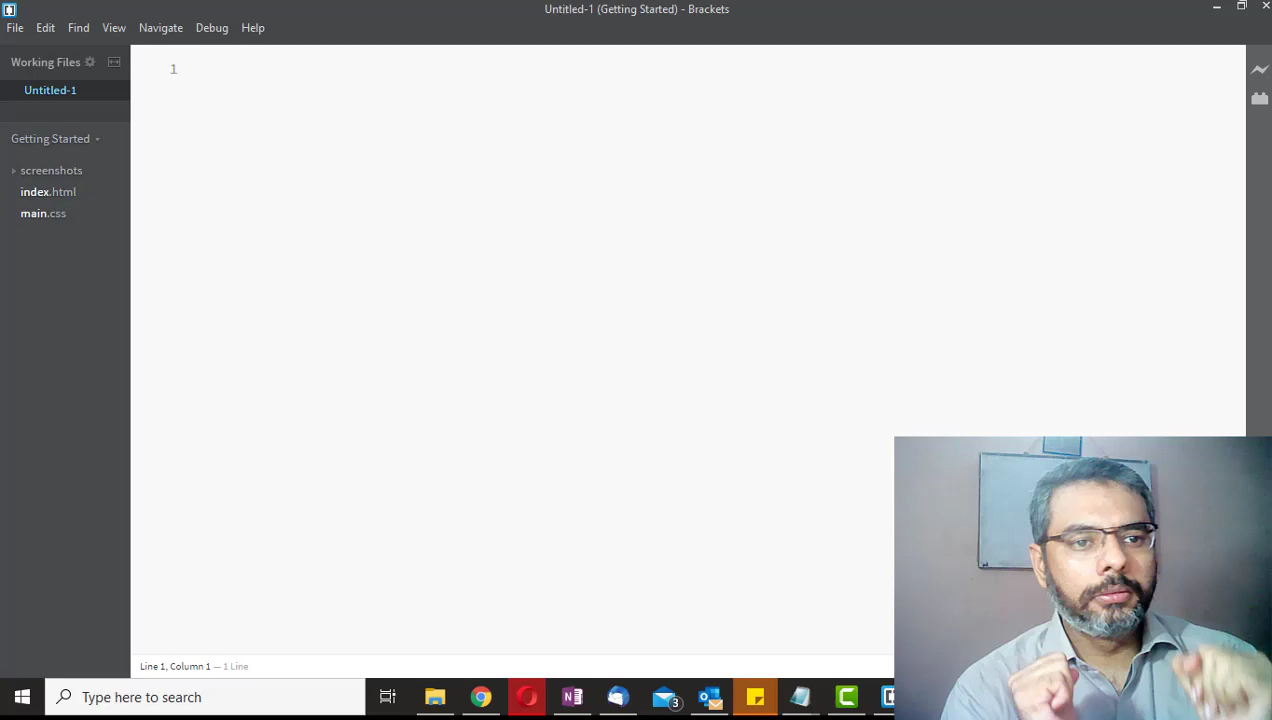 Untitled-1 (Getting Started) - Brackets
File Edit Find View Navigate Debug Help
Working Files
Untitled-1
Getting Started
screenshots
index.html
main.css
1
Line 1, Column 1 — 1 Line
Type here to search
3